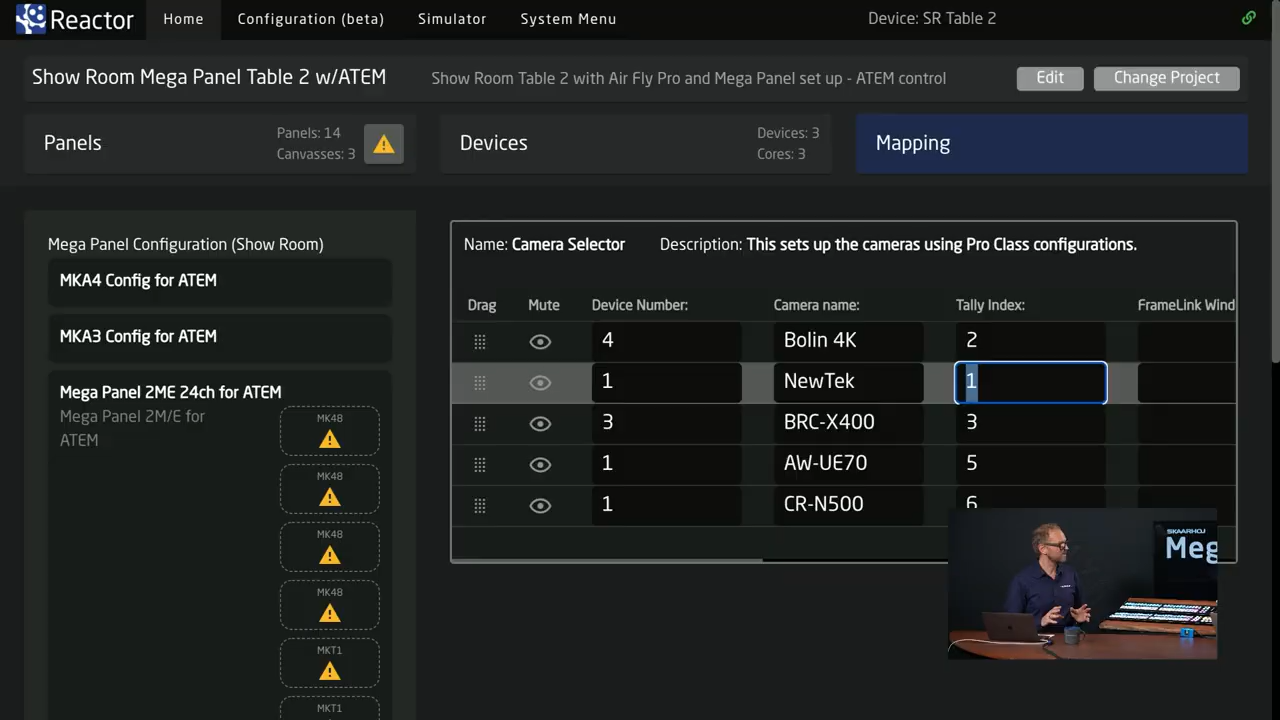 Reactor
Home
Configuration (beta)
Simulator
System Menu
Device: SR Table 2
Show Room Mega Panel Table 2 w/ATEM
Show Room Table 2 with Air Fly Pro and Mega Panel set up - ATEM control
Edit
Change Project
Panels
Panels: 14
Canvasses: 3
Devices
Devices: 3
Cores: 3
Mapping
Mega Panel Configuration (Show Room)
MKA4 Config for ATEM
MKA3 Config for ATEM
Mega Panel 2ME 24ch for ATEM
Mega Panel 2M/E for
ATEM
MK48
MK48
MK48
MK48
MKT1
MKT1
Name: Camera Selector
Description: This sets up the cameras using Pro Class configurations.
Drag Mute Device Number: Camera name: Tally Index: FrameLink Wind
4 Bolin 4K 2
1 NewTek 1
3 BRC-X400 3
1 AW-UE70 5
1 CR-N500 6
SKAARHOJ
Meg